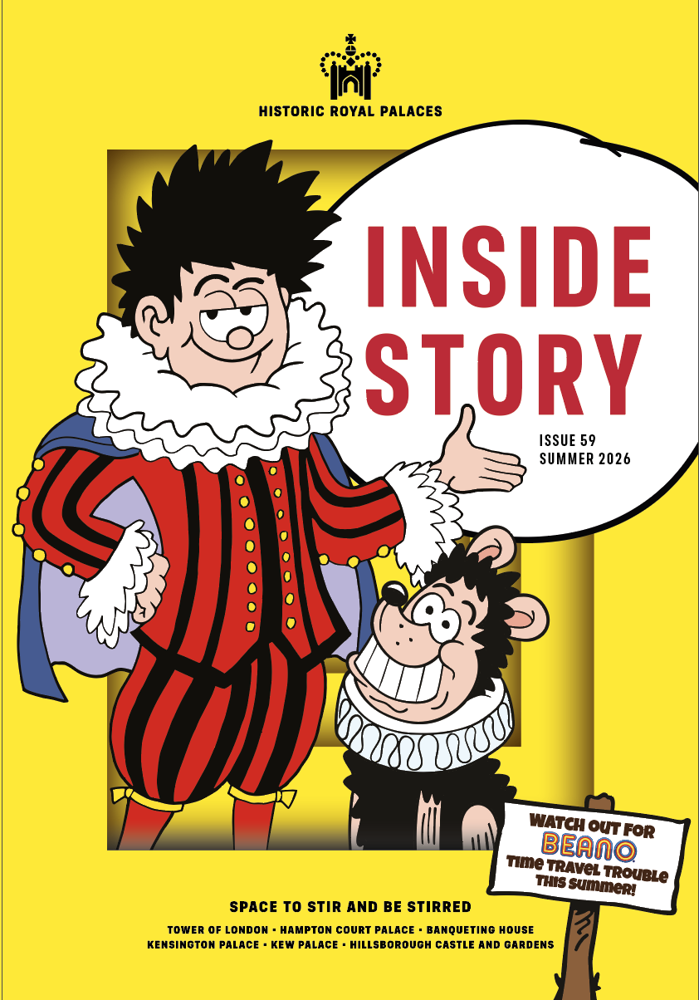 HISTORIC ROYAL PALACES
INSIDE
STORY
ISSUE 59
SUMMER 2026
WATCH OUT FOR
BEANO
TIME TRAVEL TROUBLE
THIS SUMMER!
SPACE TO STIR AND BE STIRRED
TOWER OF LONDON · HAMPTON COURT PALACE · BANQUETING HOUSE
KENSINGTON PALACE · KEW PALACE · HILLSBOROUGH CASTLE AND GARDENS